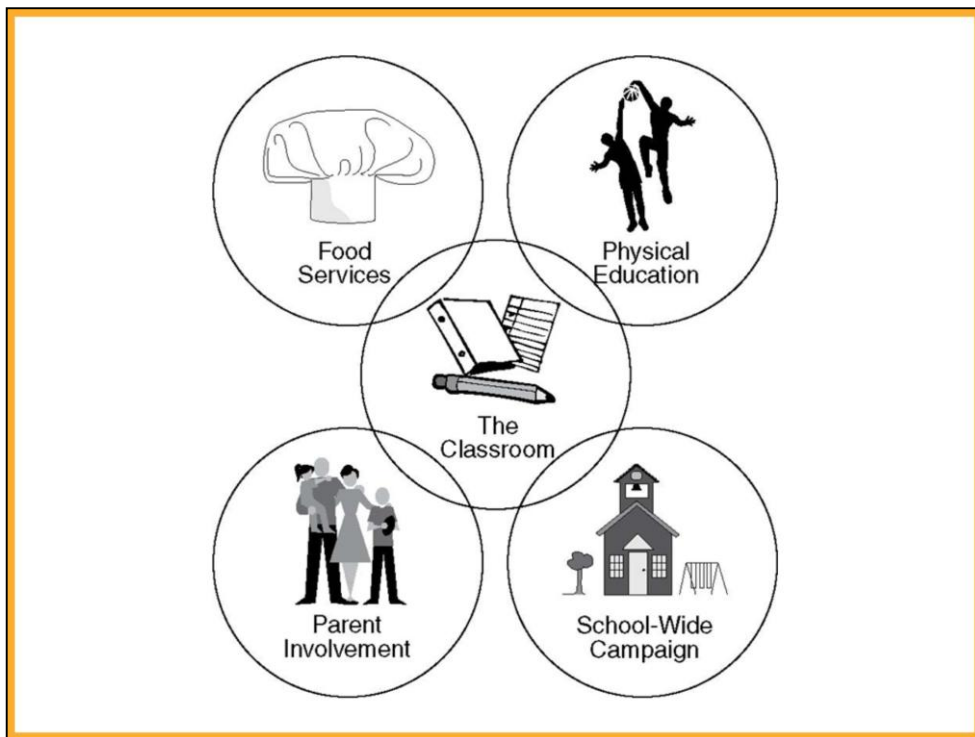 Food
Services
Physical
Education
The
Classroom
Parent
Involvement
School-Wide
Campaign